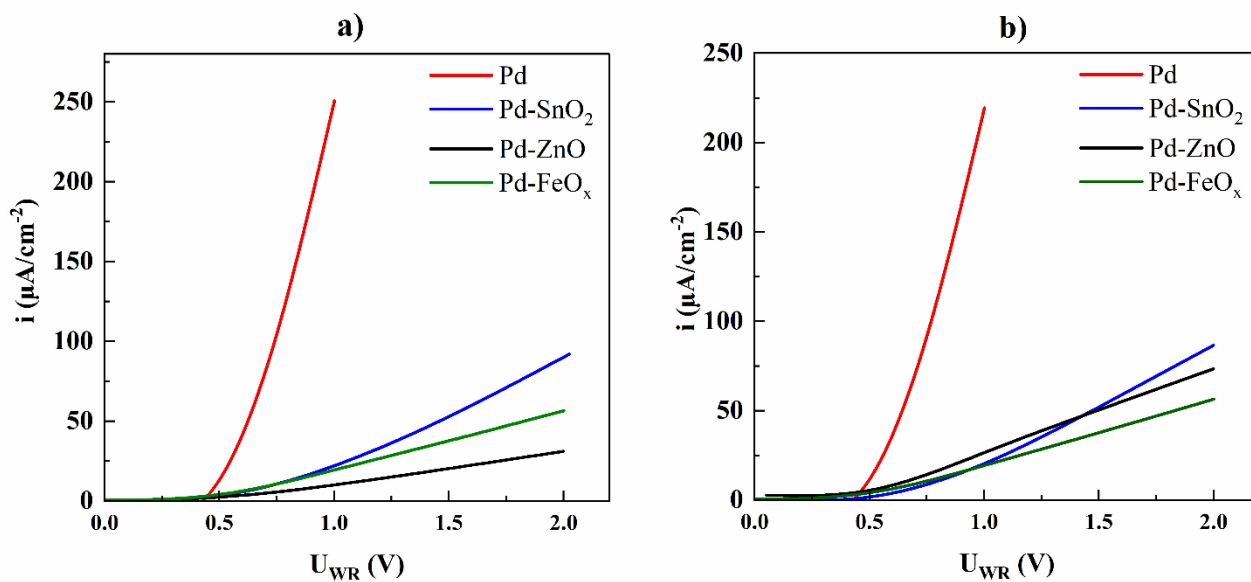 a)
Pd
Pd-SnO₂
Pd-ZnO
Pd-FeOₓ
250
200
150
100
50
0
i (μA/cm⁻²)
0.0 0.5 1.0 1.5 2.0
U_WR (V)
b)
Pd
Pd-SnO₂
Pd-ZnO
Pd-FeOₓ
250
200
150
100
50
0
i (μA/cm⁻²)
0.0 0.5 1.0 1.5 2.0
U_WR (V)